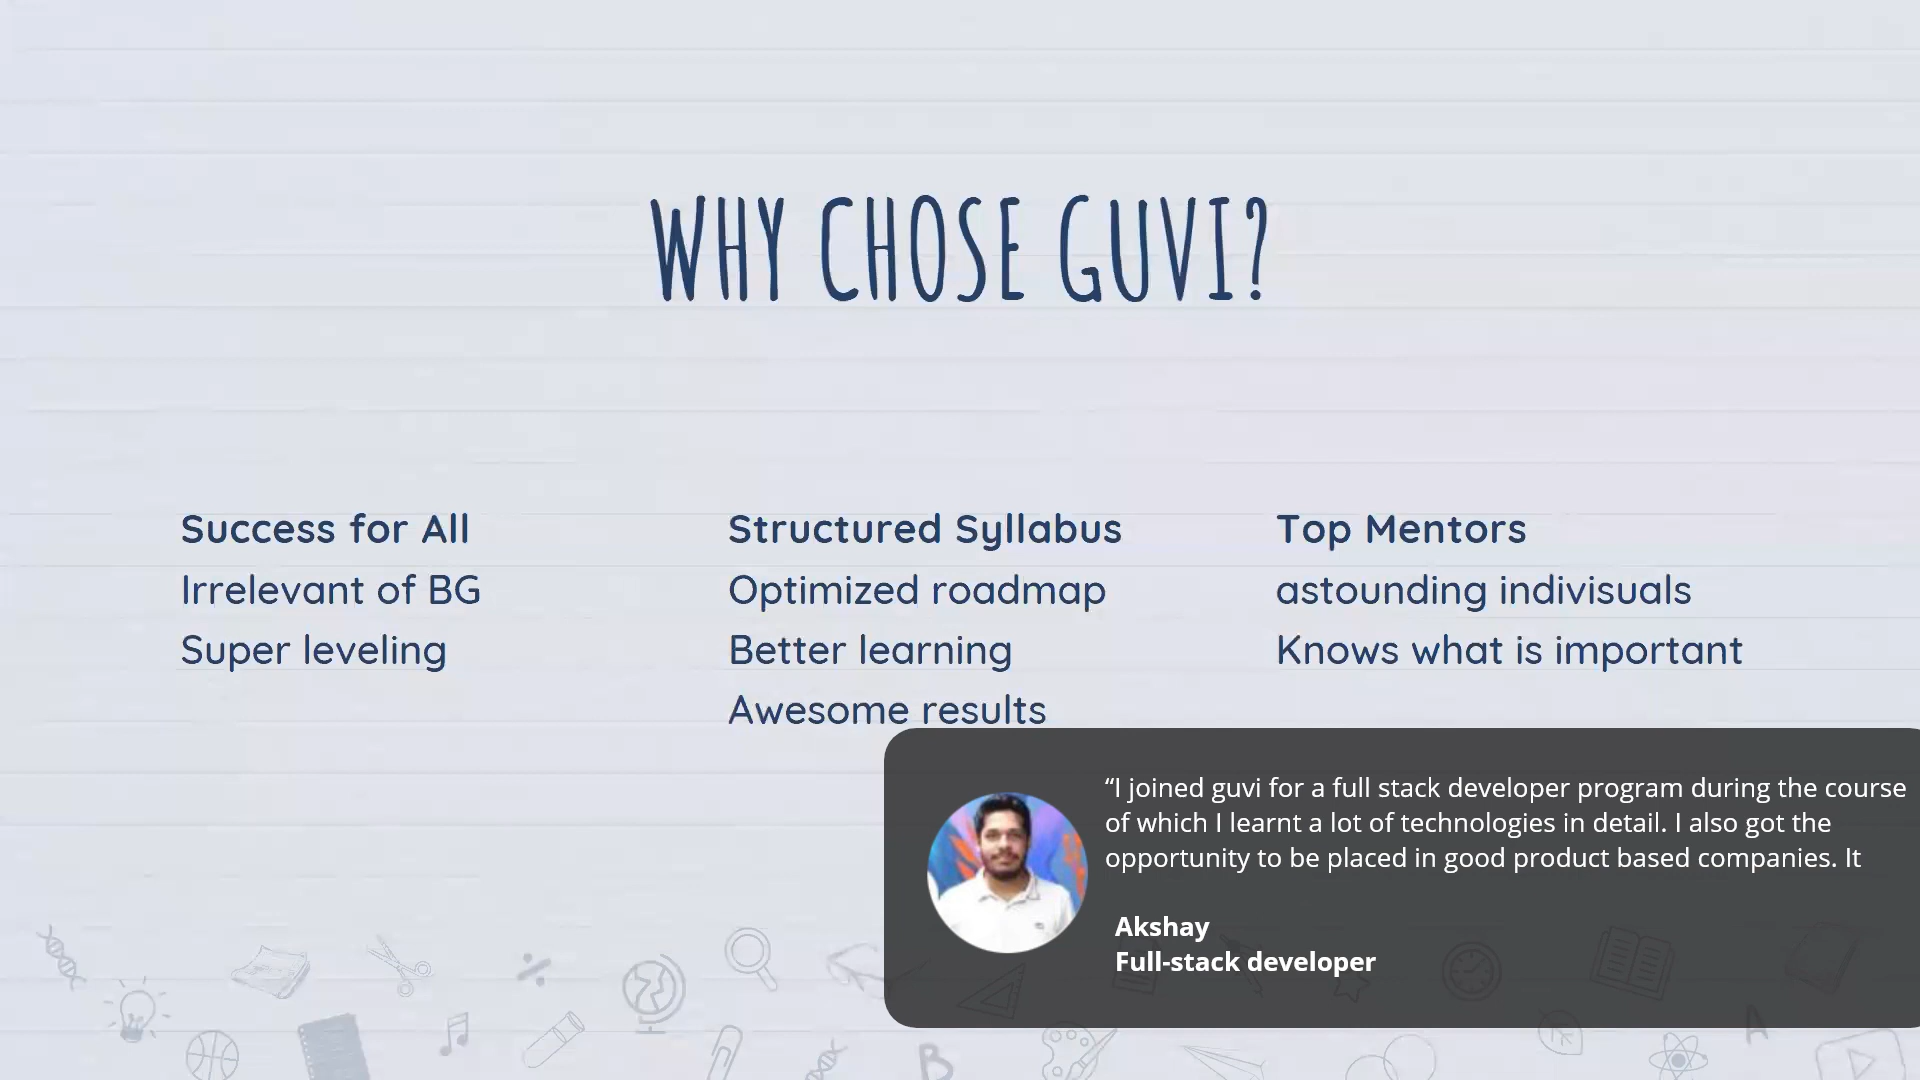 WHY CHOSE GUVI?
Success for All
Irrelevant of BG
Super leveling
Structured Syllabus
Optimized roadmap
Better learning
Awesome results
Top Mentors
astounding indivisuals
Knows what is important
“I joined guvi for a full stack developer program during the course
of which I learnt a lot of technologies in detail. I also got the
opportunity to be placed in good product based companies. It
Akshay
Full-stack developer